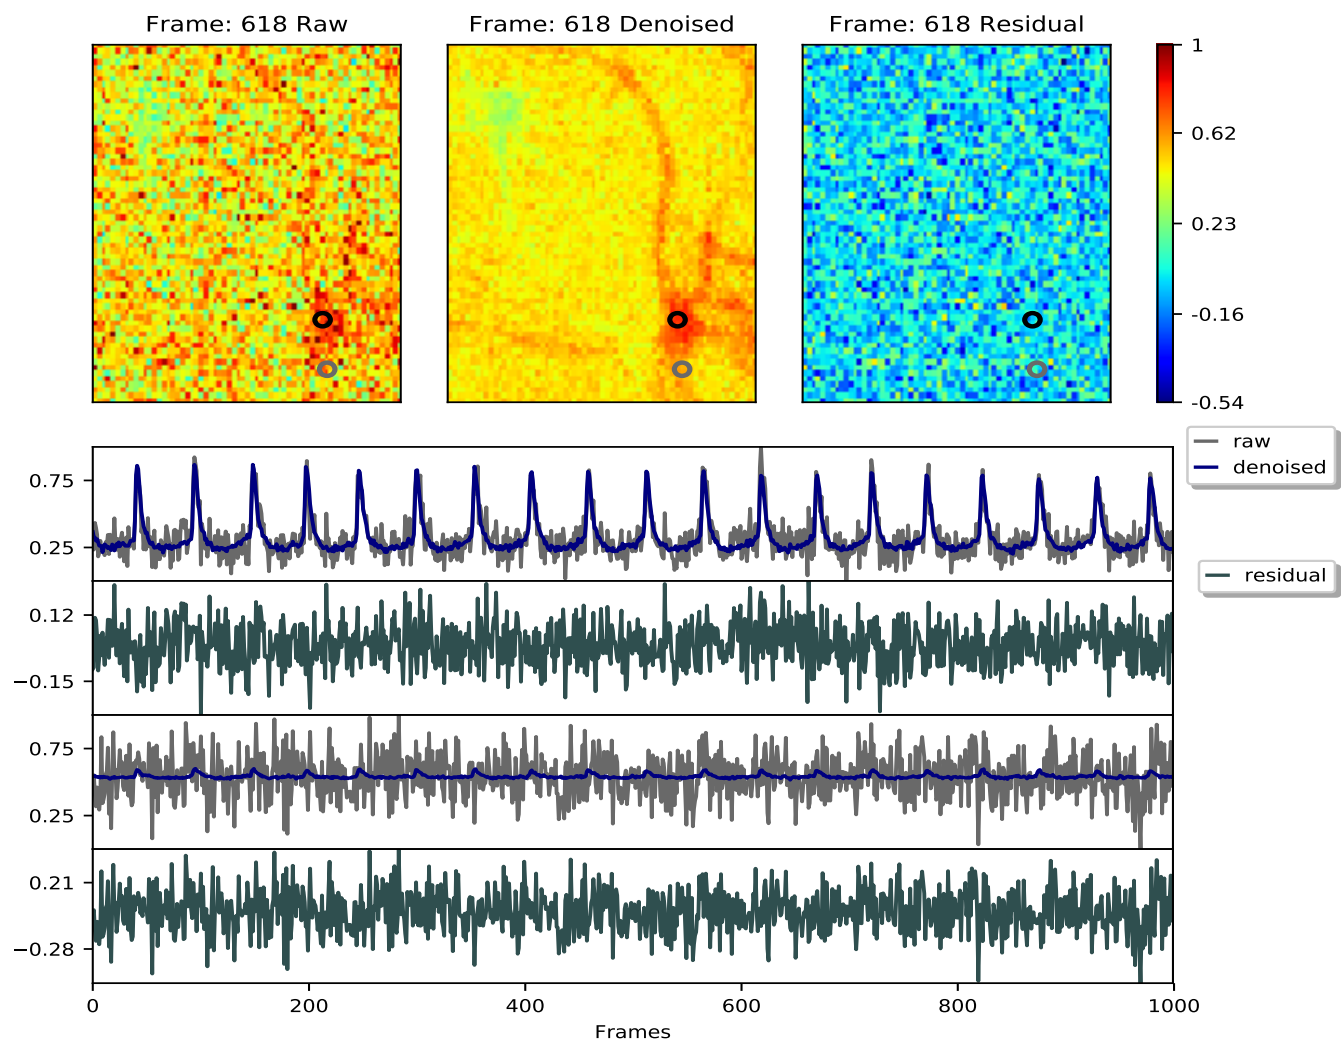 Frame: 618 Raw
Frame: 618 Denoised
Frame: 618 Residual
1
0.62
0.23
-0.16
-0.54
raw
denoised
0.75
0.25
residual
0.12
−0.15
0.75
0.25
0.21
−0.28
0 200 400 600 800 1000
Frames